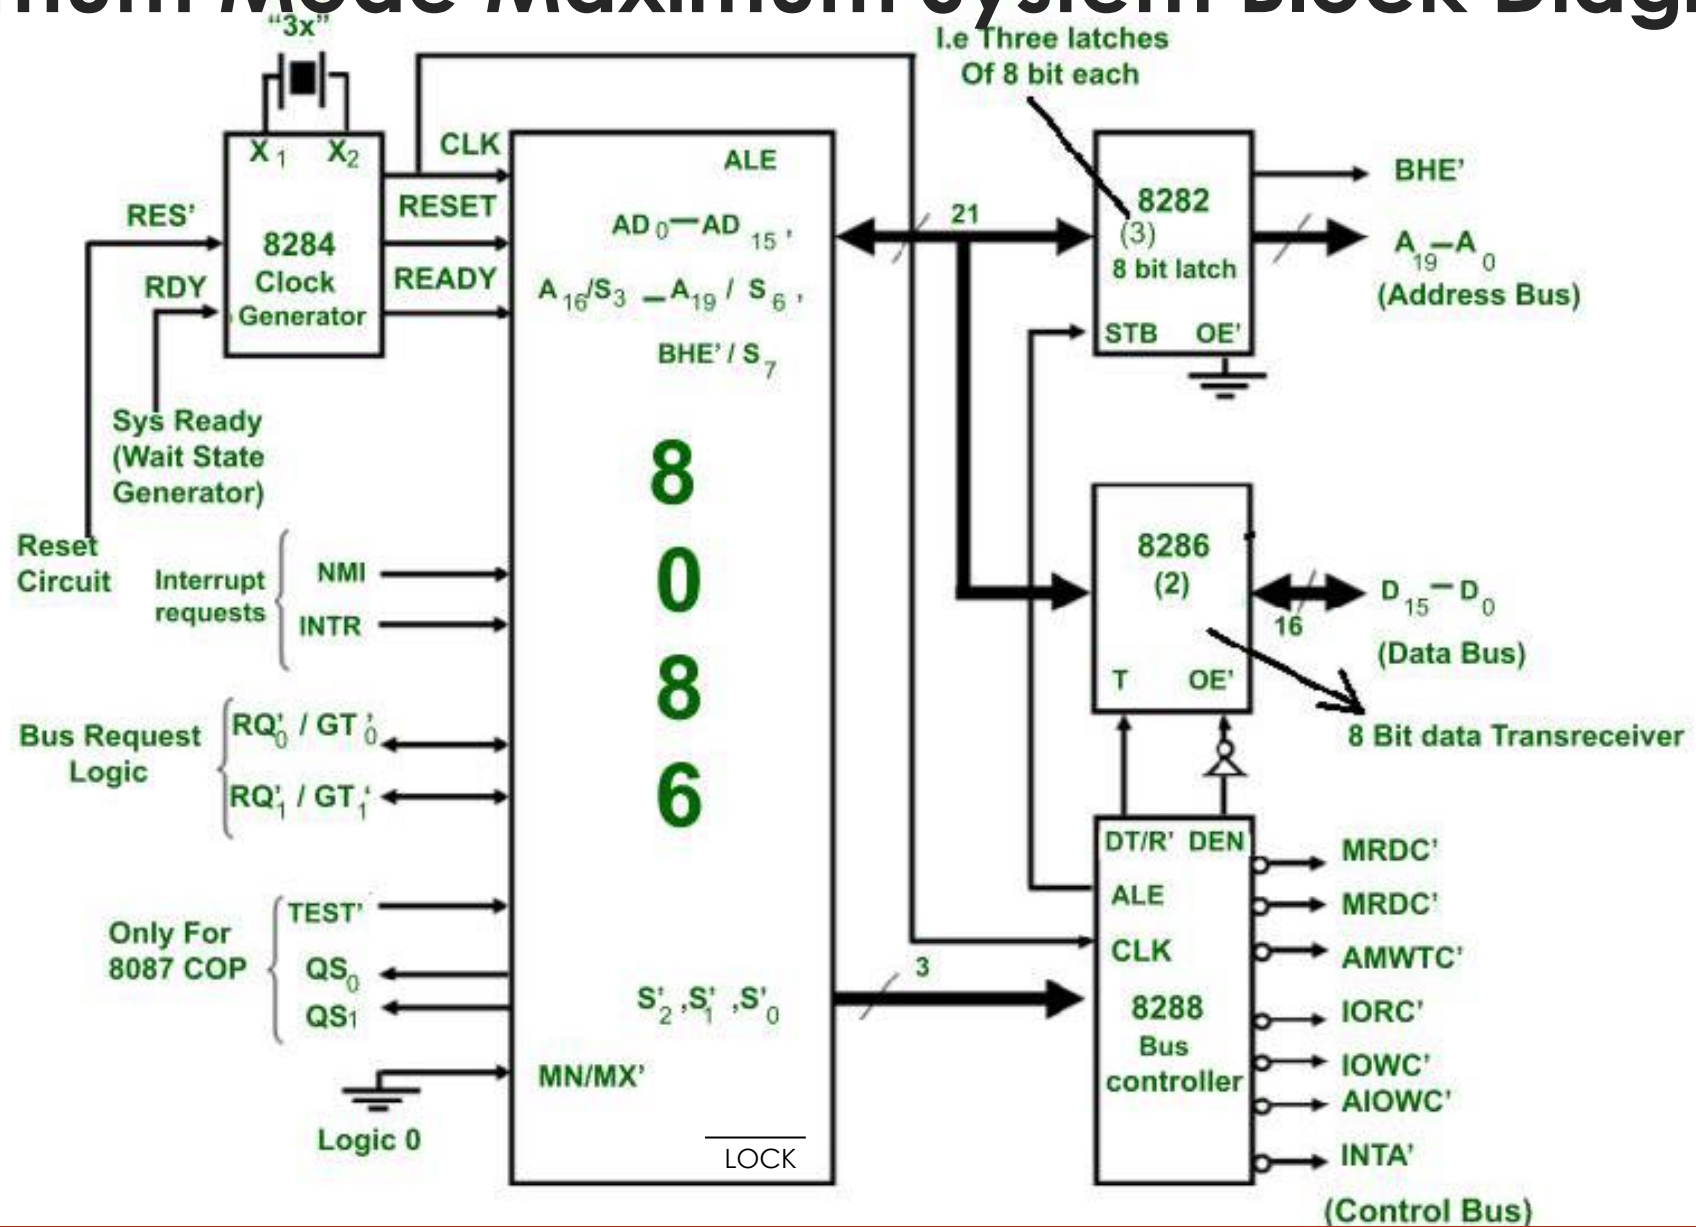 Mode Maximum System Block
"3x"
I.e Three latches
Of 8 bit each
X1 X2
8284
Clock
Generator
RES'
RDY
Sys Ready
(Wait State
Generator)
Reset
Circuit
CLK
RESET
READY
ALE
AD0—AD15,
A16/S3 –A19/ S6,
BHE' / S7
8
0
8
6
S'2 ,S'1 ,S'0
MN/MX'
LOCK
Interrupt
requests
NMI
INTR
Bus Request
Logic
RQ'0 / GT'0
RQ'1 / GT'1
Only For
8087 COP
TEST'
QS0
QS1
Logic 0
21
8282
(3)
8 bit latch
STB OE'
BHE'
A19–A0
(Address Bus)
8286
(2)
T OE'
16
D15–D0
(Data Bus)
8 Bit data Transreceiver
3
DT/R' DEN
ALE
CLK
8288
Bus
controller
MRDC'
MRDC'
AMWTC'
IORC'
IOWC'
AIOWC'
INTA'
(Control Bus)